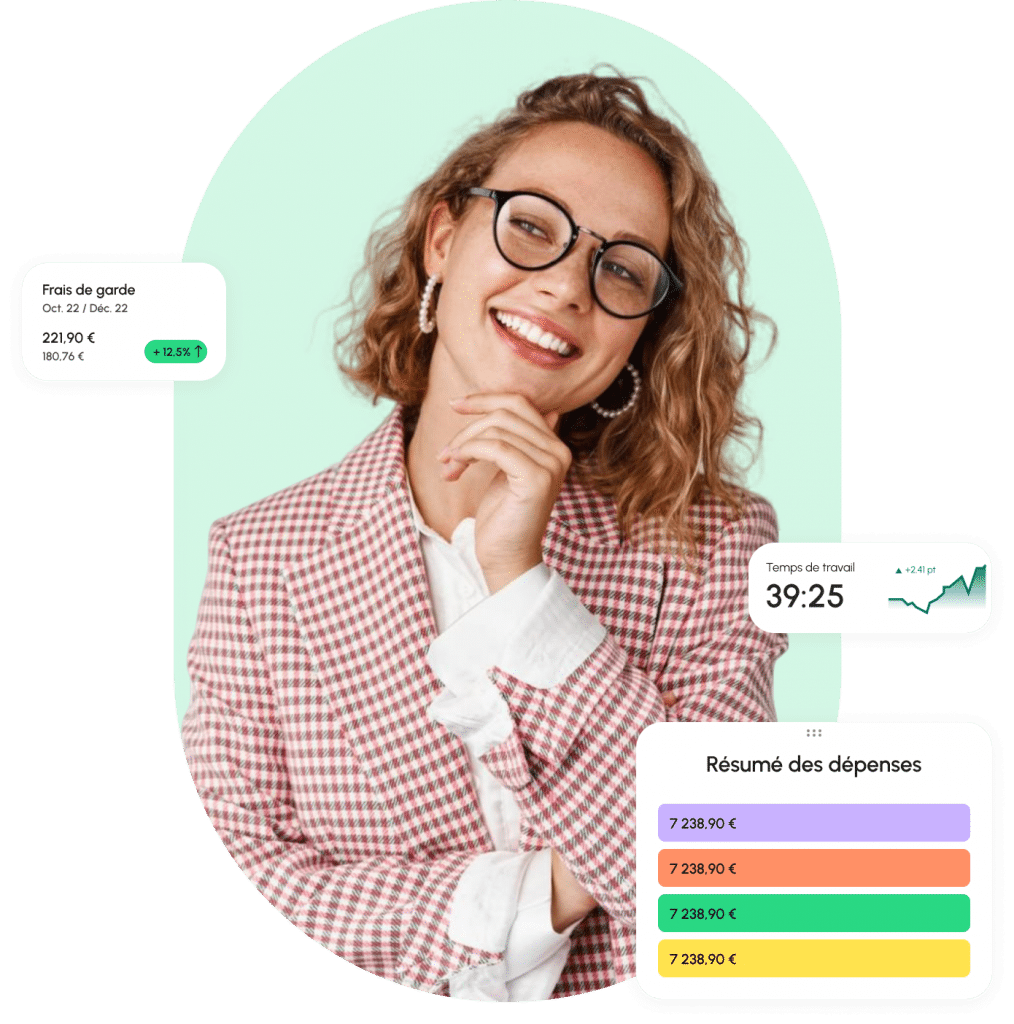 Frais de garde
Oct. 22 / Déc. 22
221,90 €
180,76 €
+ 12,5% ↑
Temps de travail
▲ +2.41 pt
39:25
Résumé des dépenses
7 238,90 €
7 238,90 €
7 238,90 €
7 238,90 €